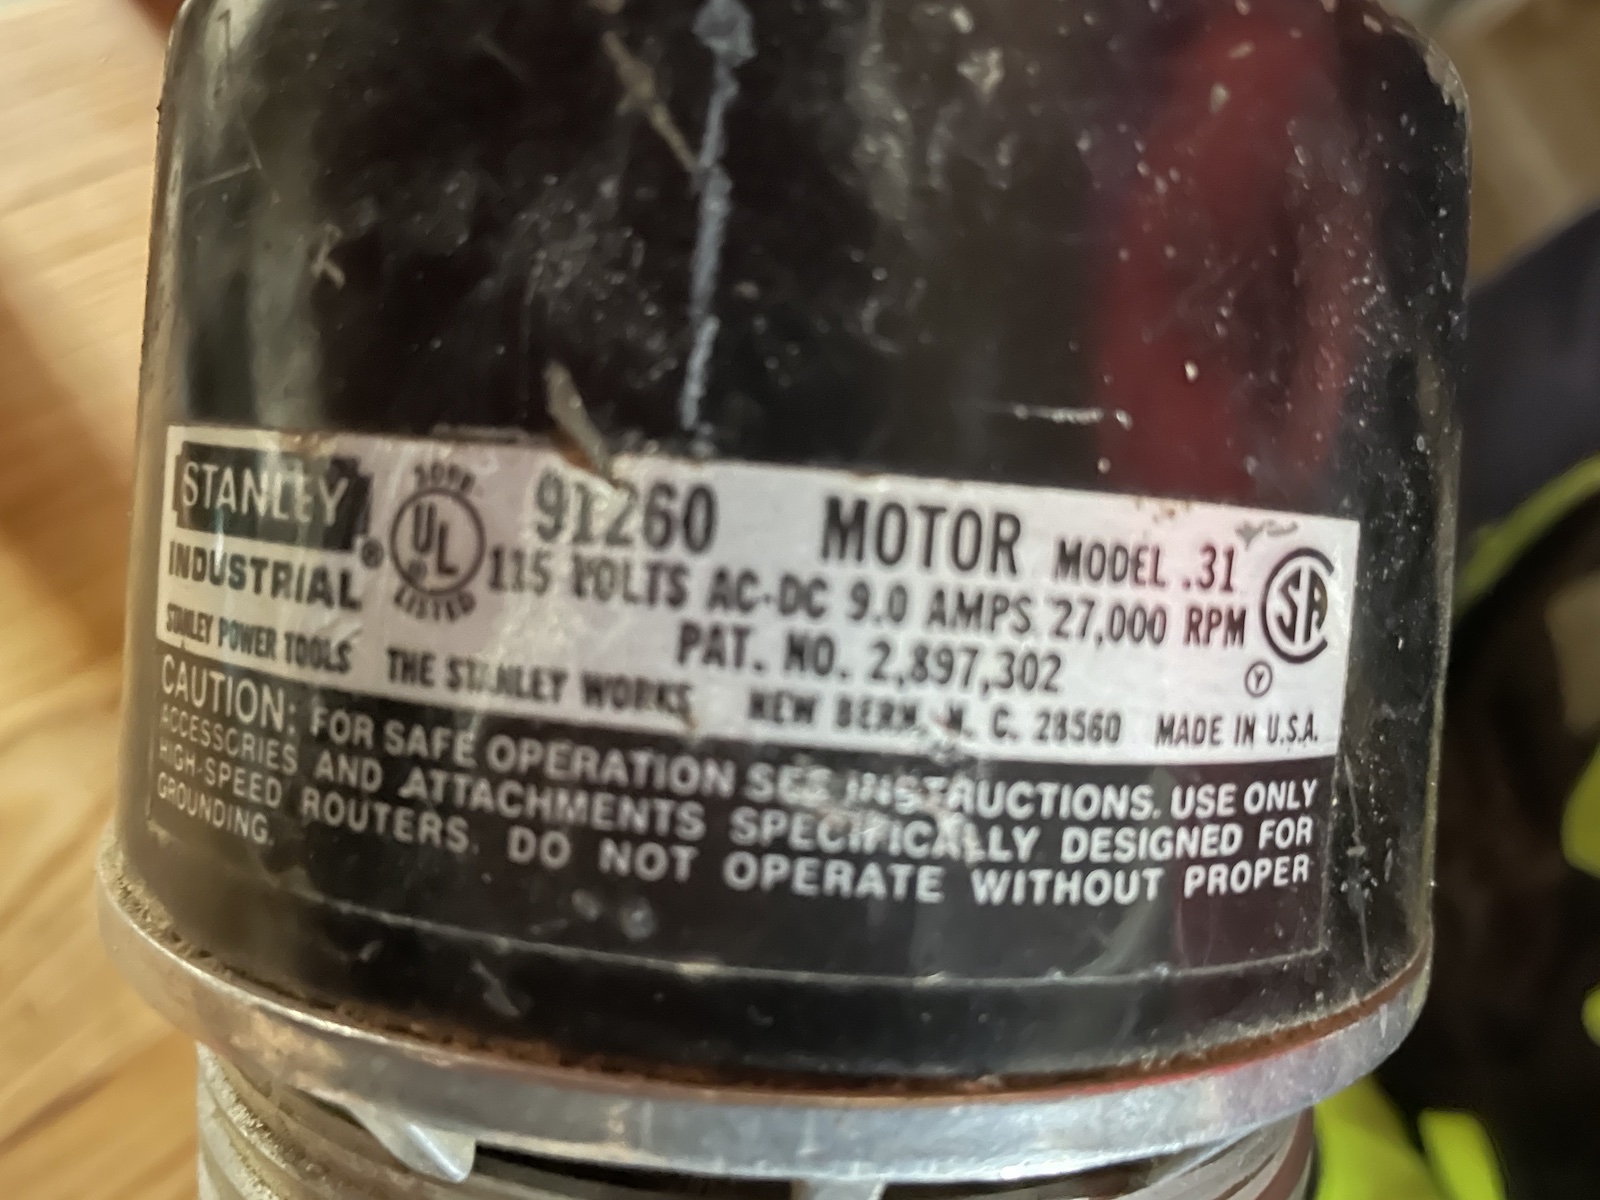 STANLEY ®
INDUSTRIAL
UL ®
LISTED
91260 MOTOR MODEL .31
115 VOLTS AC-DC 9.0 AMPS 27,000 RPM
PAT. NO. 2,897,302
SA
Y
STANLEY POWER TOOLS THE STANLEY WORKS NEW BERN, N. C. 28560 MADE IN U.S.A.
CAUTION: FOR SAFE OPERATION SEE INSTRUCTIONS. USE ONLY
ACCESSORIES AND ATTACHMENTS SPECIFICALLY DESIGNED FOR
HIGH-SPEED ROUTERS. DO NOT OPERATE WITHOUT PROPER
GROUNDING.